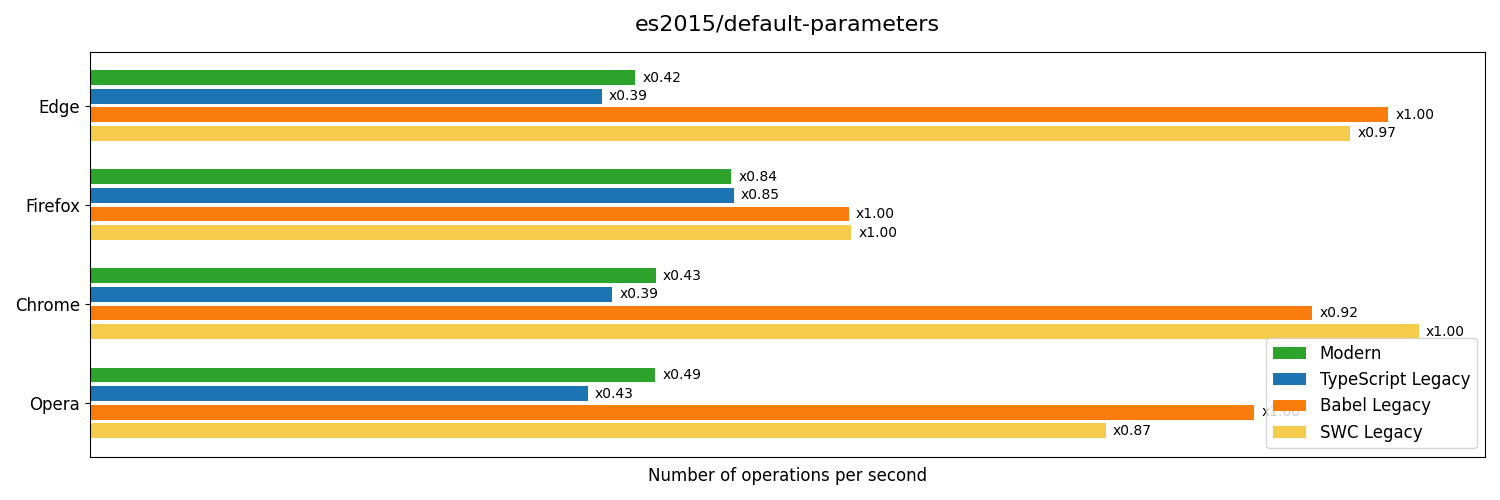 es2015/default-parameters
Edge
x0.42
x0.39
x1.00
x0.97
Firefox
x0.84
x0.85
x1.00
x1.00
Chrome
x0.43
x0.39
x0.92
x1.00
Opera
x0.49
x0.43
x1.00
x0.87
Modern
TypeScript Legacy
Babel Legacy
SWC Legacy
Number of operations per second